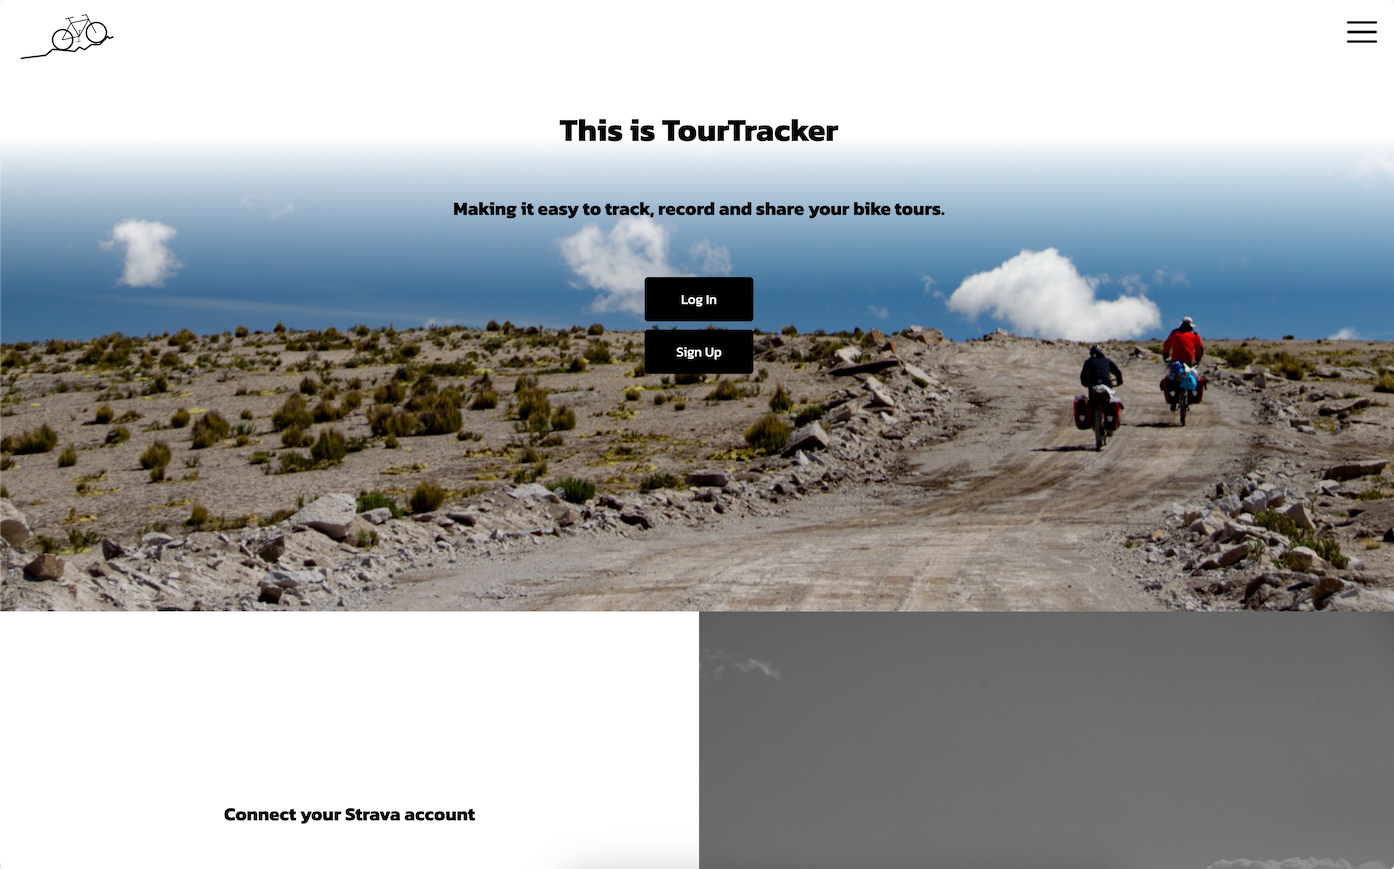 This is TourTracker
Making it easy to track, record and share your bike tours.
Log In
Sign Up
Connect your Strava account